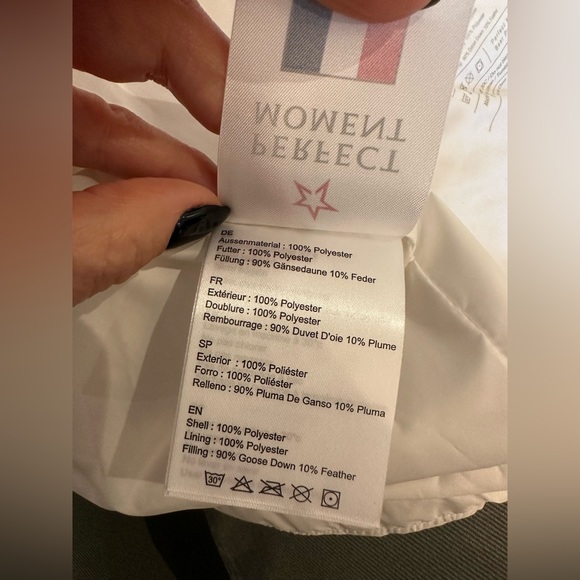 PERFECT
MOMENT
DE
Aussenmaterial : 100% Polyester
Futter : 100% Polyester
Füllung : 90% Gänsedaune 10% Feder
FR
Extérieur : 100% Polyester
Doublure : 100% Polyester
Rembourrage : 90% Duvet D'oie 10% Plume
SP
Exterior : 100% Poliéster
Forro : 100% Poliéster
Relleno : 90% Pluma De Ganso 10% Pluma
EN
Shell : 100% Polyester
Lining : 100% Polyester
Filling : 90% Goose Down 10% Feather
30°